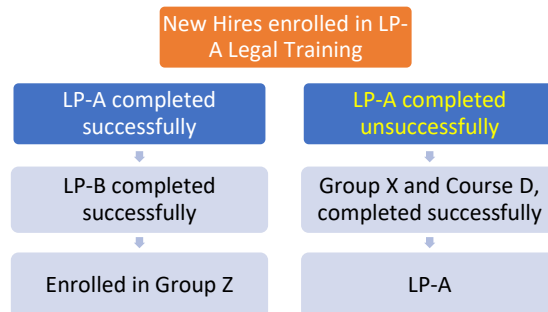 New Hires enrolled in LP-
A Legal Training
LP-A completed
successfully
LP-A completed
unsuccessfully
LP-B completed
successfully
Group X and Course D,
completed successfully
Enrolled in Group Z
LP-A